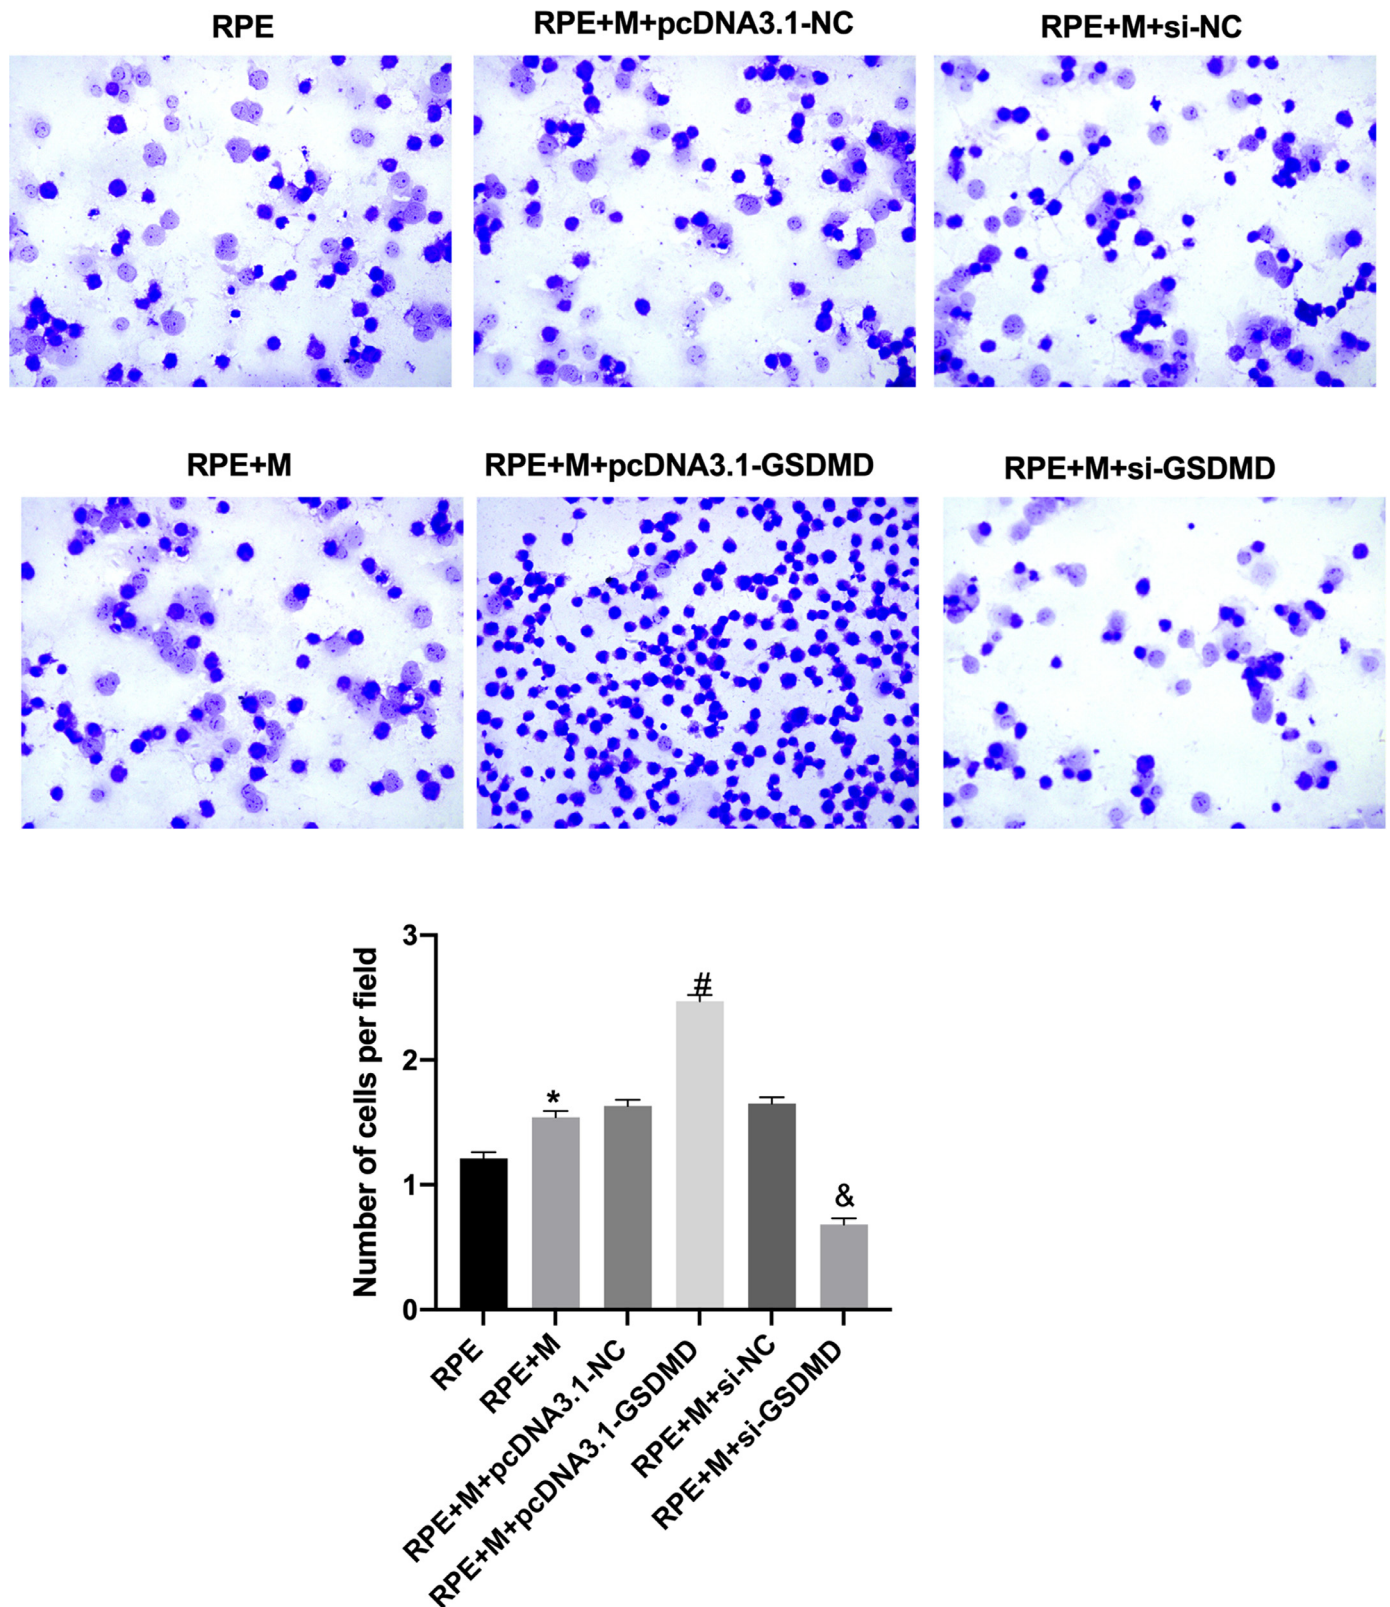 RPE
RPE+M+pcDNA3.1-NC
RPE+M+si-NC
RPE+M
RPE+M+pcDNA3.1-GSDMD
RPE+M+si-GSDMD
Number of cells per field
3
2
1
0
*
#
&
RPE
RPE+M
RPE+M+pcDNA3.1-NC
RPE+M+pcDNA3.1-GSDMD
RPE+M+si-NC
RPE+M+si-GSDMD